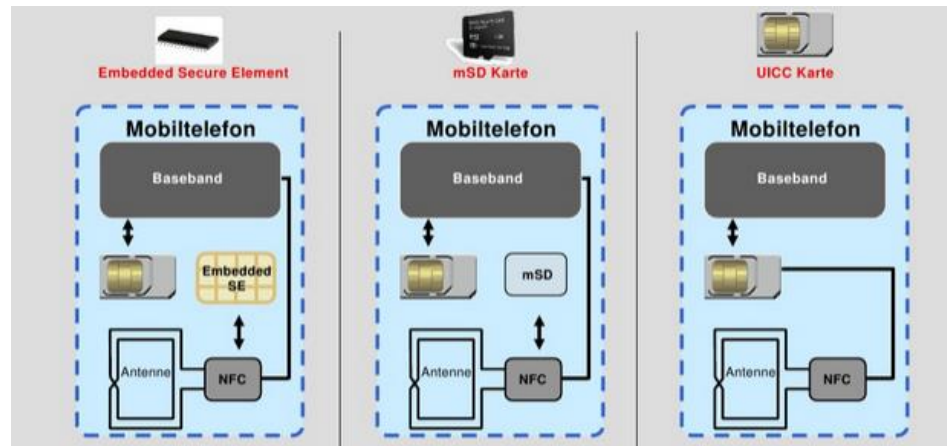 Embedded Secure Element
Mobiltelefon
Baseband
Embedded
SE
Antenne
NFC
mSD Karte
Mobiltelefon
Baseband
mSD
Antenne
NFC
UICC Karte
Mobiltelefon
Baseband
Antenne
NFC